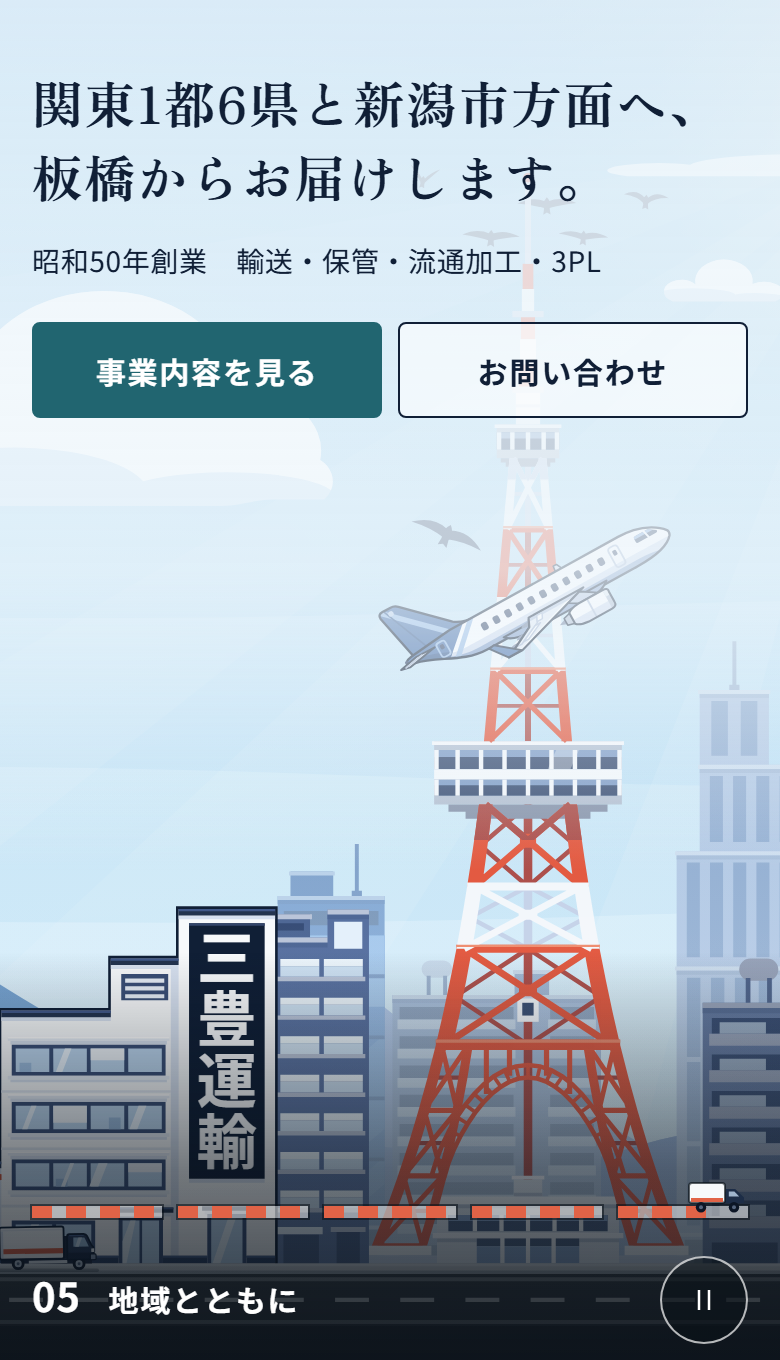 関東1都6県と新潟市方面へ、
板橋からお届けします。
昭和50年創業　輸送・保管・流通加工・3PL
事業内容を見る
お問い合わせ
三豊運輸
05 地域とともに